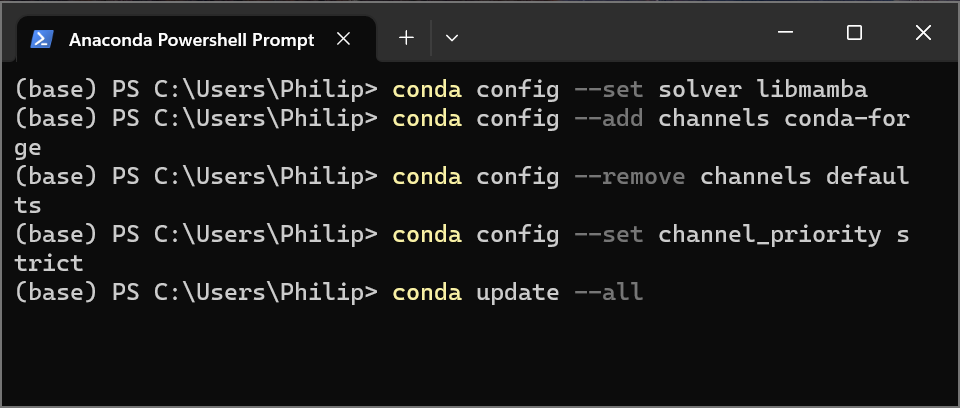 Anaconda Powershell Prompt
(base) PS C:\Users\Philip> conda config --set solver libmamba
(base) PS C:\Users\Philip> conda config --add channels conda-for
ge
(base) PS C:\Users\Philip> conda config --remove channels defaul
ts
(base) PS C:\Users\Philip> conda config --set channel_priority s
trict
(base) PS C:\Users\Philip> conda update --all